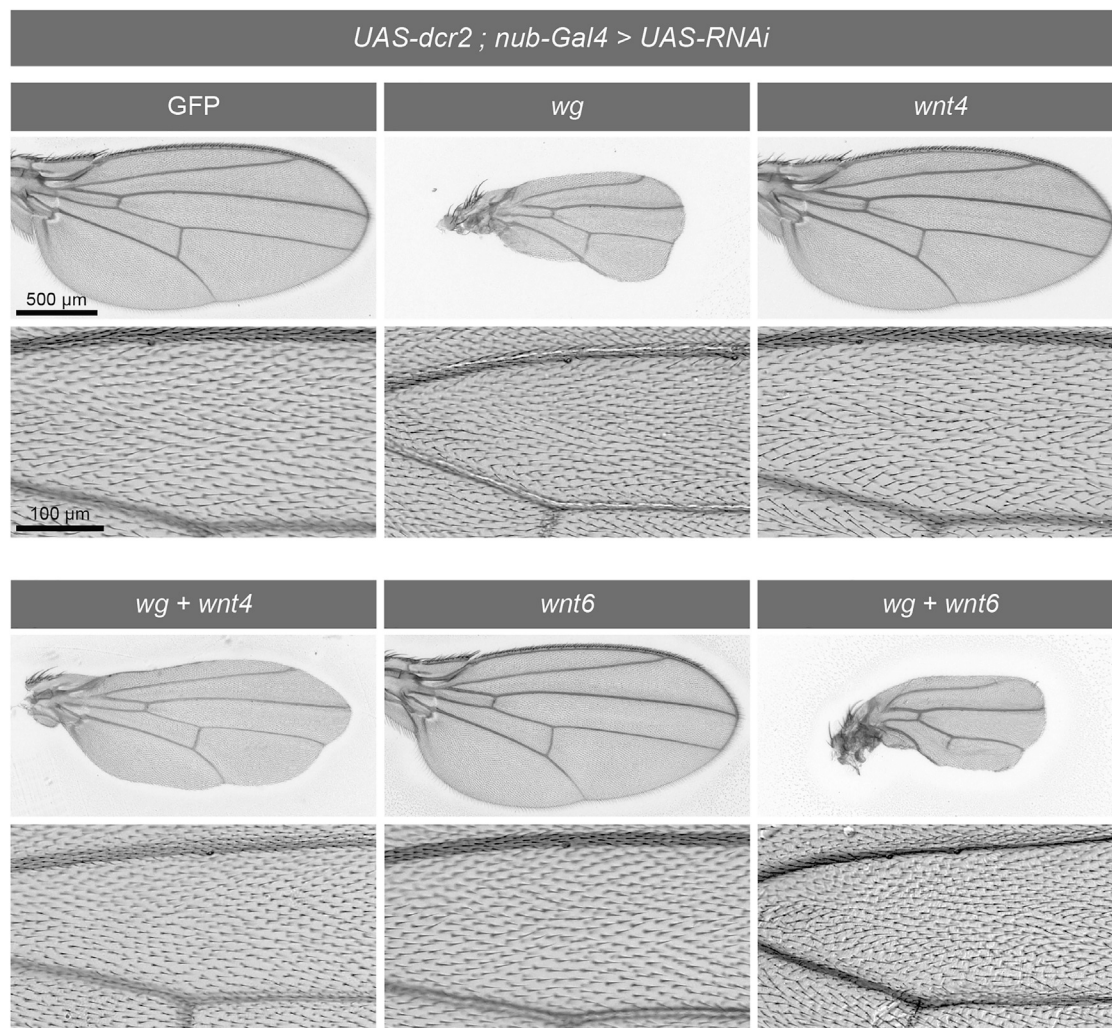 UAS-dcr2 ; nub-Gal4 > UAS-RNAi
GFP
wg
wnt4
500 µm
100 µm
wg + wnt4
wnt6
wg + wnt6